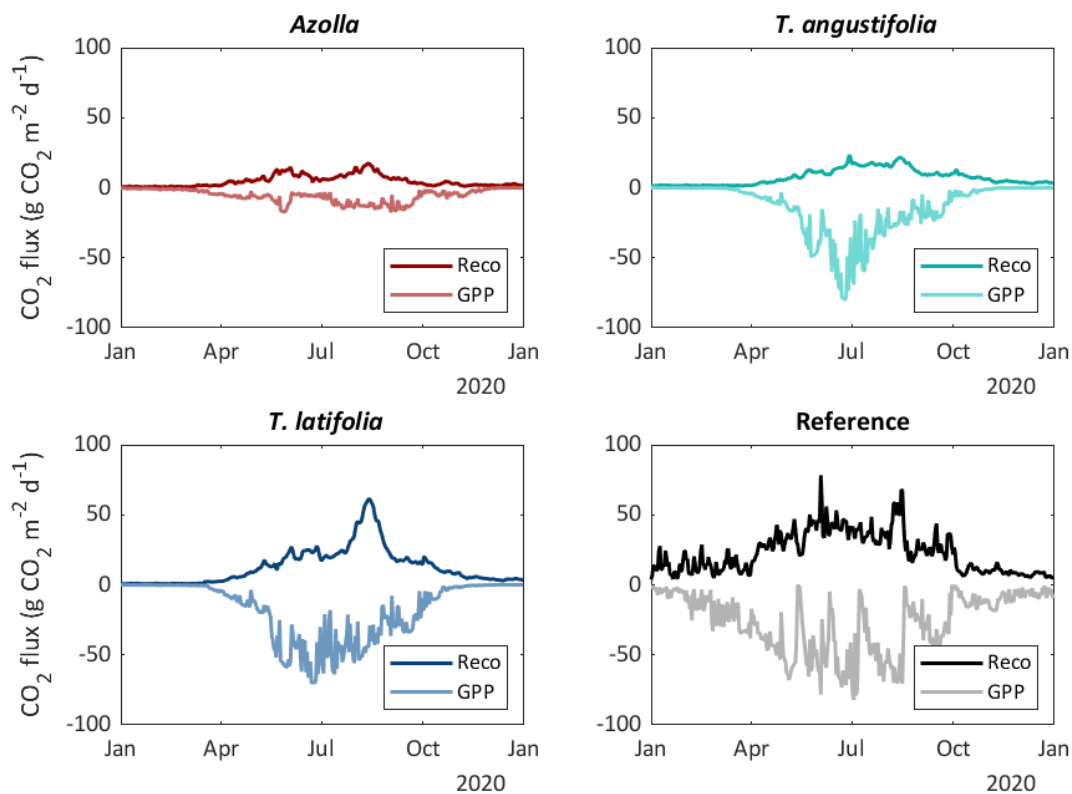 Azolla
CO2 flux (g CO2 m-2 d-1)
100
50
0
-50
-100
Reco
GPP
Jan
Apr
Jul
Oct
Jan
2020
T. angustifolia
100
50
0
-50
-100
Reco
GPP
Jan
Apr
Jul
Oct
Jan
2020
T. latifolia
CO2 flux (g CO2 m-2 d-1)
100
50
0
-50
-100
Reco
GPP
Jan
Apr
Jul
Oct
Jan
2020
Reference
100
50
0
-50
-100
Reco
GPP
Jan
Apr
Jul
Oct
Jan
2020